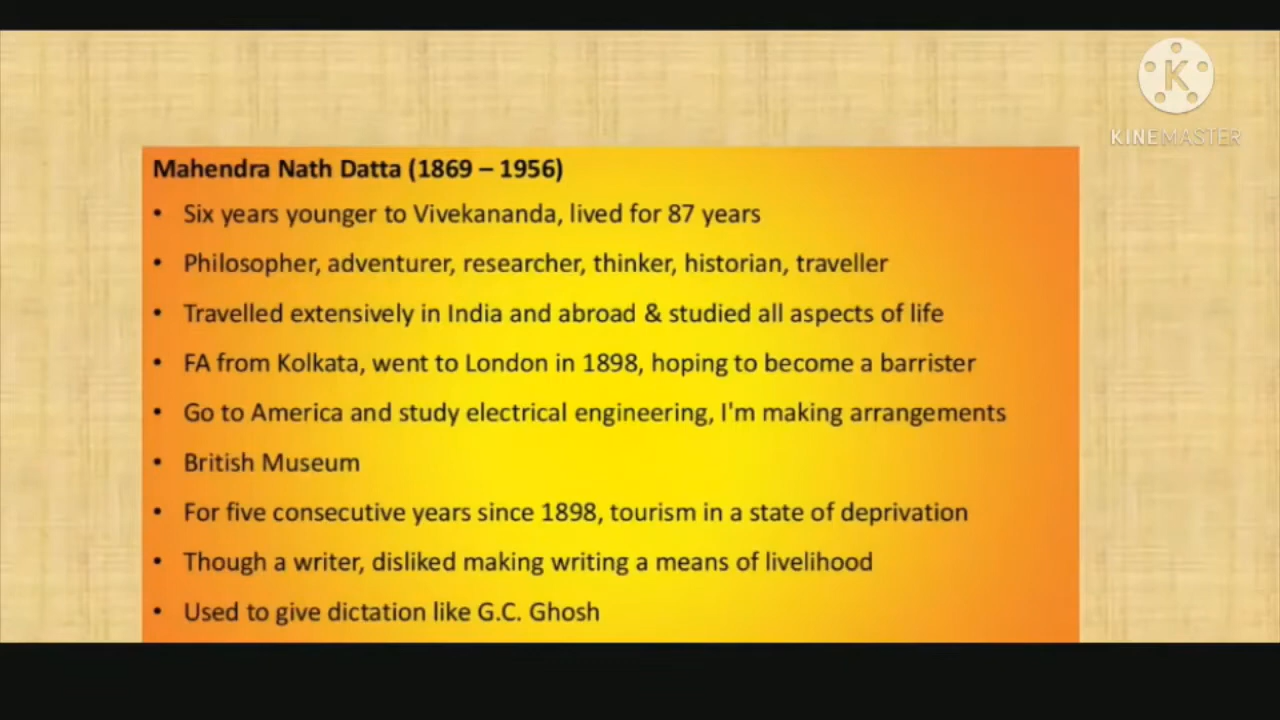 K
KINEMASTER
Mahendra Nath Datta (1869 – 1956)
• Six years younger to Vivekananda, lived for 87 years
• Philosopher, adventurer, researcher, thinker, historian, traveller
• Travelled extensively in India and abroad & studied all aspects of life
• FA from Kolkata, went to London in 1898, hoping to become a barrister
• Go to America and study electrical engineering, I'm making arrangements
• British Museum
• For five consecutive years since 1898, tourism in a state of deprivation
• Though a writer, disliked making writing a means of livelihood
• Used to give dictation like G.C. Ghosh